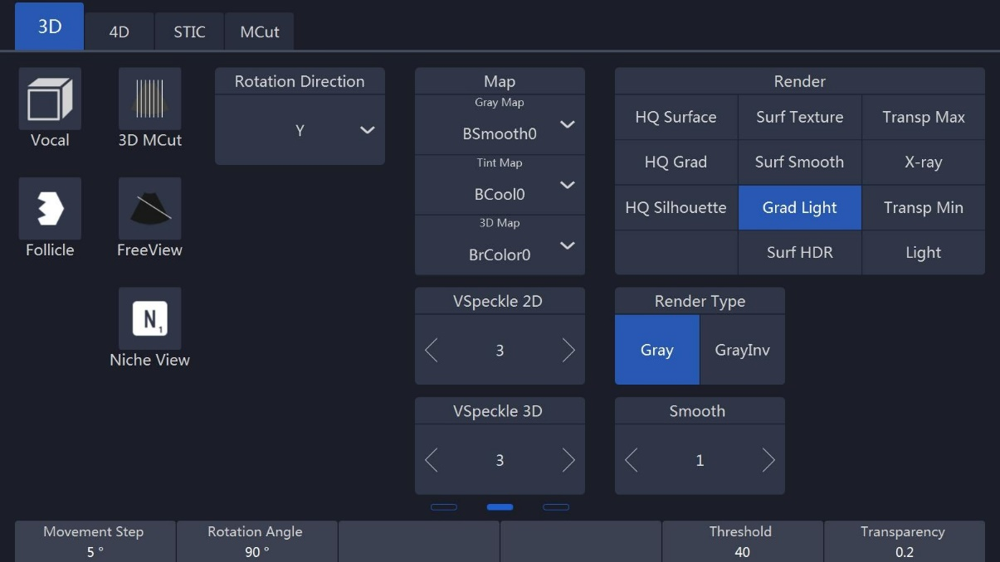 3D
4D
STIC
MCut
Vocal
3D MCut
Follicle
FreeView
N1
Niche View
Rotation Direction
Y
Map
Gray Map
BSmooth0
Tint Map
BCool0
3D Map
BrColor0
VSpeckle 2D
3
VSpeckle 3D
3
Render
HQ Surface
Surf Texture
Transp Max
HQ Grad
Surf Smooth
X-ray
HQ Silhouette
Grad Light
Transp Min
Surf HDR
Light
Render Type
Gray
GrayInv
Smooth
1
Movement Step
5 °
Rotation Angle
90 °
Threshold
40
Transparency
0.2